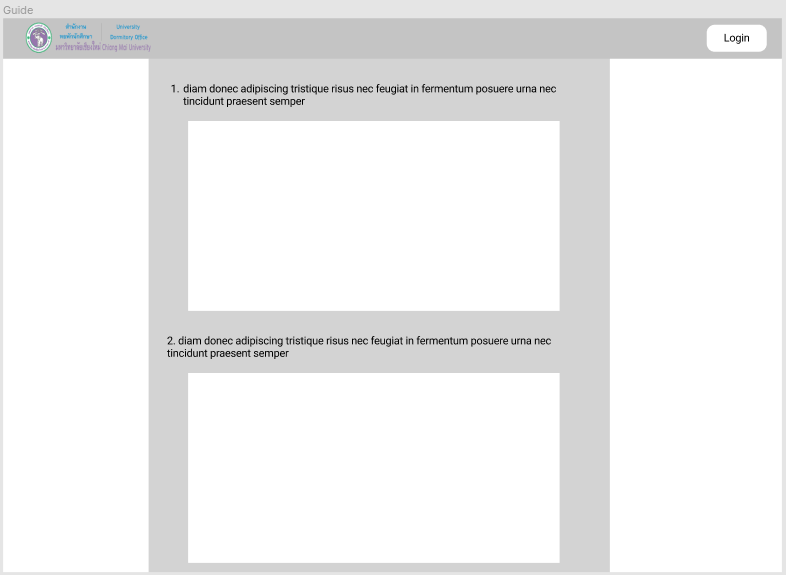 Guide
สำนักงาน
หอพักนักศึกษา
มหาวิทยาลัยเชียงใหม่
University
Dormitory Office
Chiang Mai University
Login
1. diam donec adipiscing tristique risus nec feugiat in fermentum posuere urna nec
tincidunt praesent semper
2. diam donec adipiscing tristique risus nec feugiat in fermentum posuere urna nec
tincidunt praesent semper